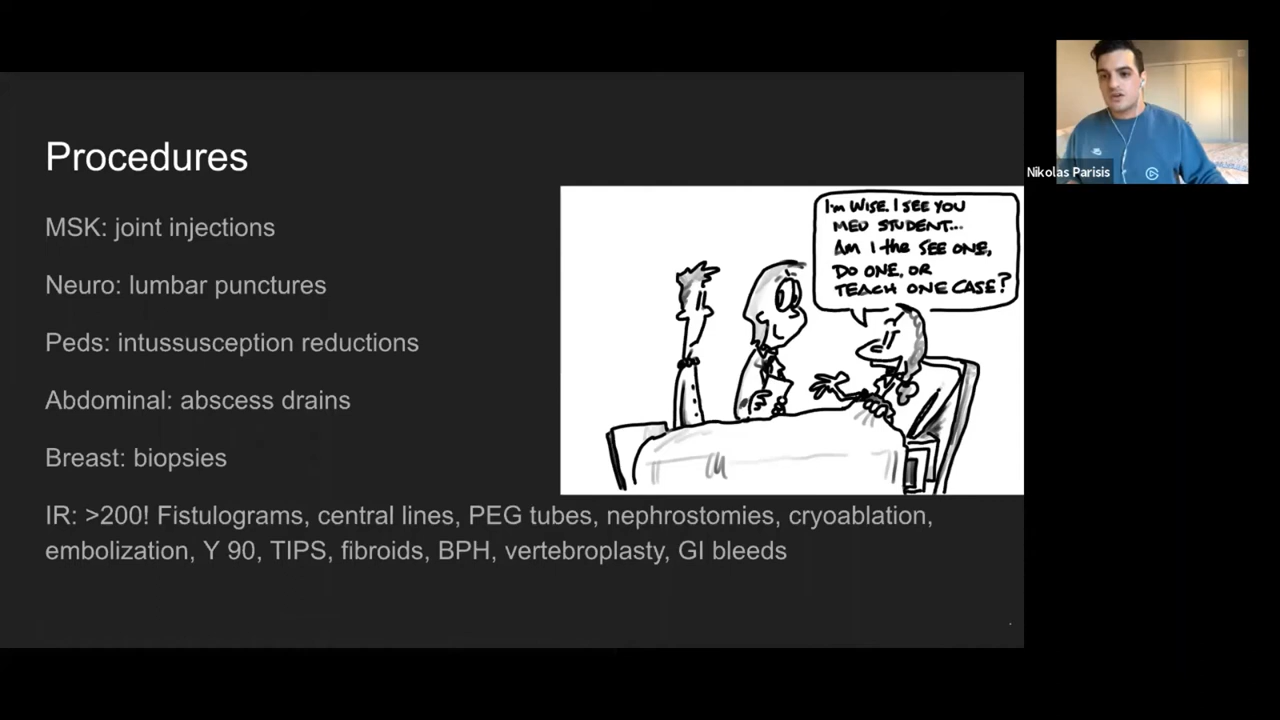 Procedures
MSK: joint injections
Neuro: lumbar punctures
Peds: intussusception reductions
Abdominal: abscess drains
Breast: biopsies
IR: >200! Fistulograms, central lines, PEG tubes, nephrostomies, cryoablation,
embolization, Y 90, TIPS, fibroids, BPH, vertebroplasty, GI bleeds
I'm WISE. I SEE YOU
MED STUDENT...
Am I the SEE ONE,
DO ONE, OR
TEACH ONE CASE?
Nikolas Parisis